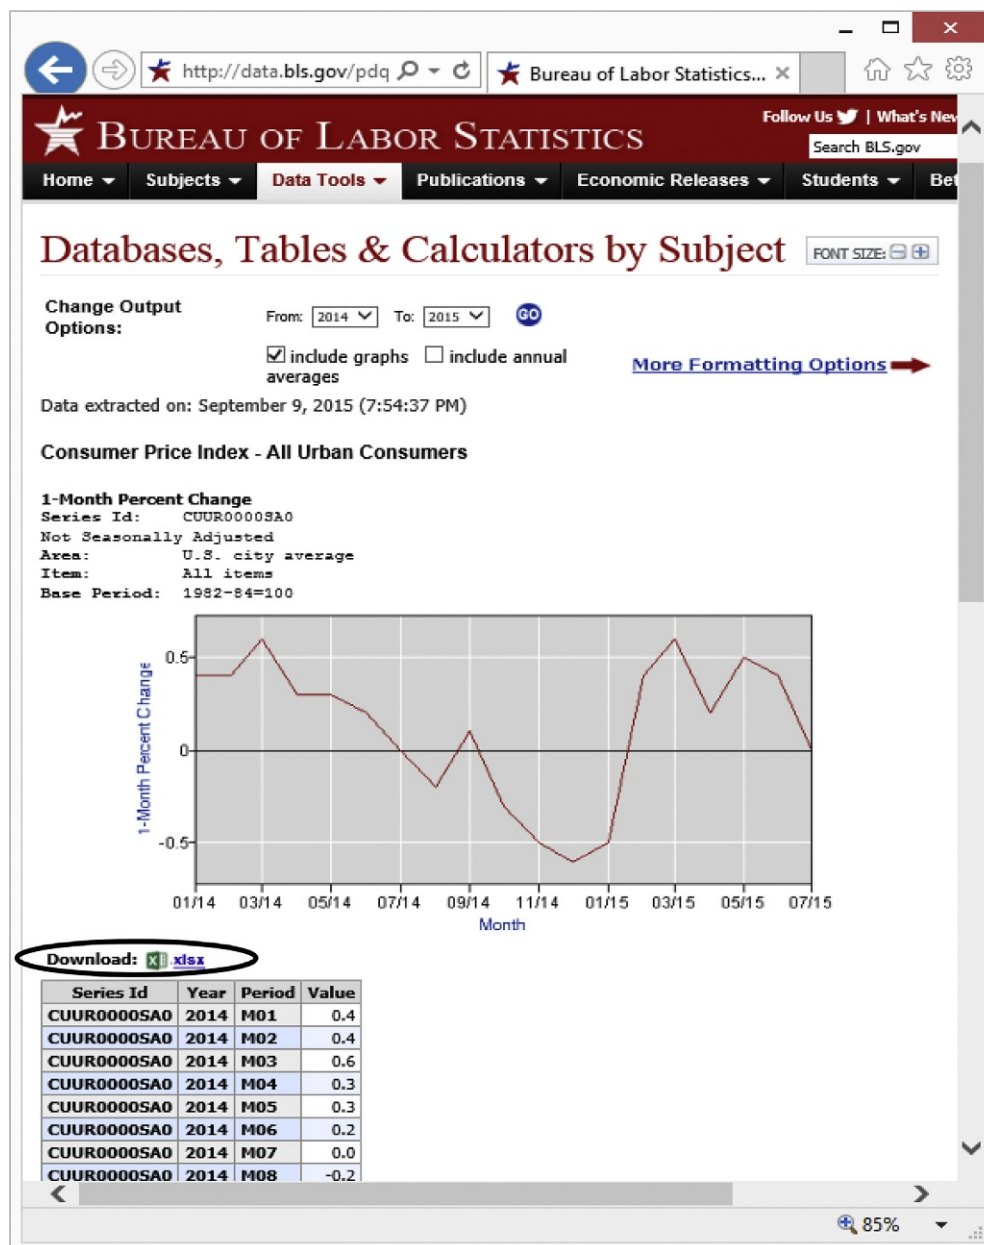 http://data.bls.gov/pdq
Bureau of Labor Statistics...
BUREAU OF LABOR STATISTICS
Follow Us | What's New
Search BLS.gov
Home Subjects Data Tools Publications Economic Releases Students Bet
Databases, Tables & Calculators by Subject
FONT SIZE:
Change Output
Options:
From: 2014 To: 2015 GO
include graphs include annual
averages
More Formatting Options
Data extracted on: September 9, 2015 (7:54:37 PM)
Consumer Price Index - All Urban Consumers
1-Month Percent Change
Series Id: CUUR0000SA0
Not Seasonally Adjusted
Area: U.S. city average
Item: All items
Base Period: 1982-84=100
1-Month Percent Change
0.5
0
-0.5
01/14 03/14 05/14 07/14 09/14 11/14 01/15 03/15 05/15 07/15
Month
Download: .xlsx
Series Id Year Period Value
CUUR0000SA0 2014 M01 0.4
CUUR0000SA0 2014 M02 0.4
CUUR0000SA0 2014 M03 0.6
CUUR0000SA0 2014 M04 0.3
CUUR0000SA0 2014 M05 0.3
CUUR0000SA0 2014 M06 0.2
CUUR0000SA0 2014 M07 0.0
CUUR0000SA0 2014 M08 -0.2
85%